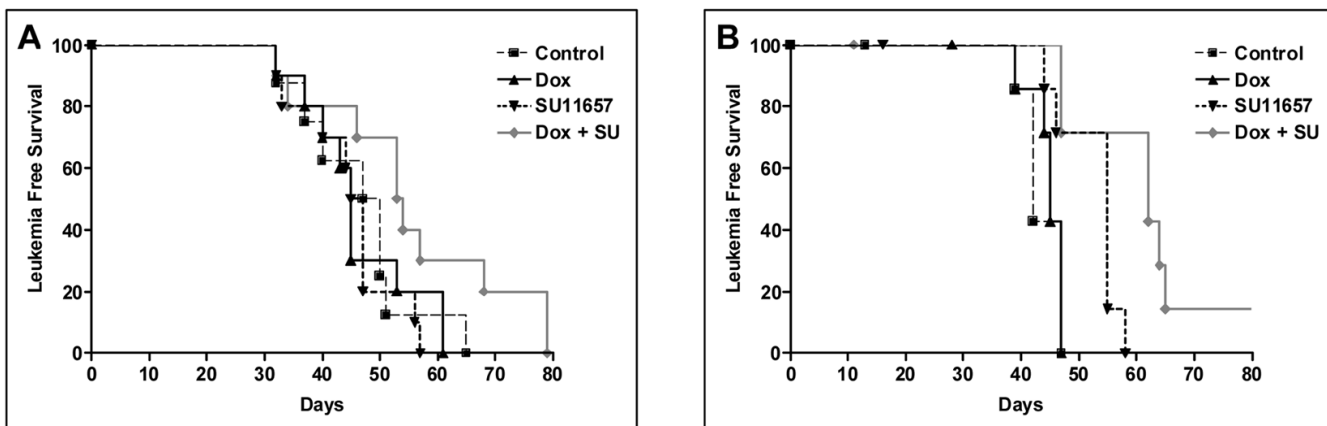 A
Control
Dox
SU11657
Dox + SU
Leukemia Free Survival
100
80
60
40
20
0
0 10 20 30 40 50 60 70 80
Days
B
Control
Dox
SU11657
Dox + SU
Leukemia Free Survival
100
80
60
40
20
0
0 10 20 30 40 50 60 70 80
Days